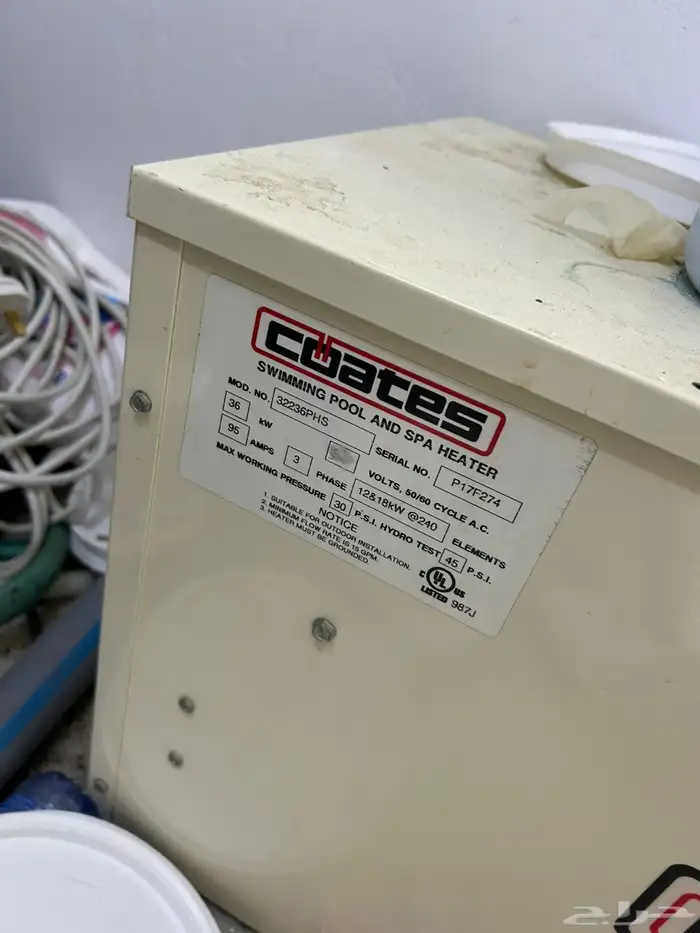 coates
SWIMMING POOL AND SPA HEATER
MOD. NO. 32236PHS SERIAL NO. P17F274
36 kW VOLTS, 50/60 CYCLE A.C.
95 AMPS 3 PHASE 12&18kW @240 ELEMENTS
MAX WORKING PRESSURE 30 P.S.I. HYDRO TEST 45 P.S.I.
NOTICE
1. SUITABLE FOR OUTDOOR INSTALLATION.
2. MINIMUM FLOW RATE IS 15 GPM.
3. HEATER MUST BE GROUNDED.
C UL US
LISTED 987J
حراج